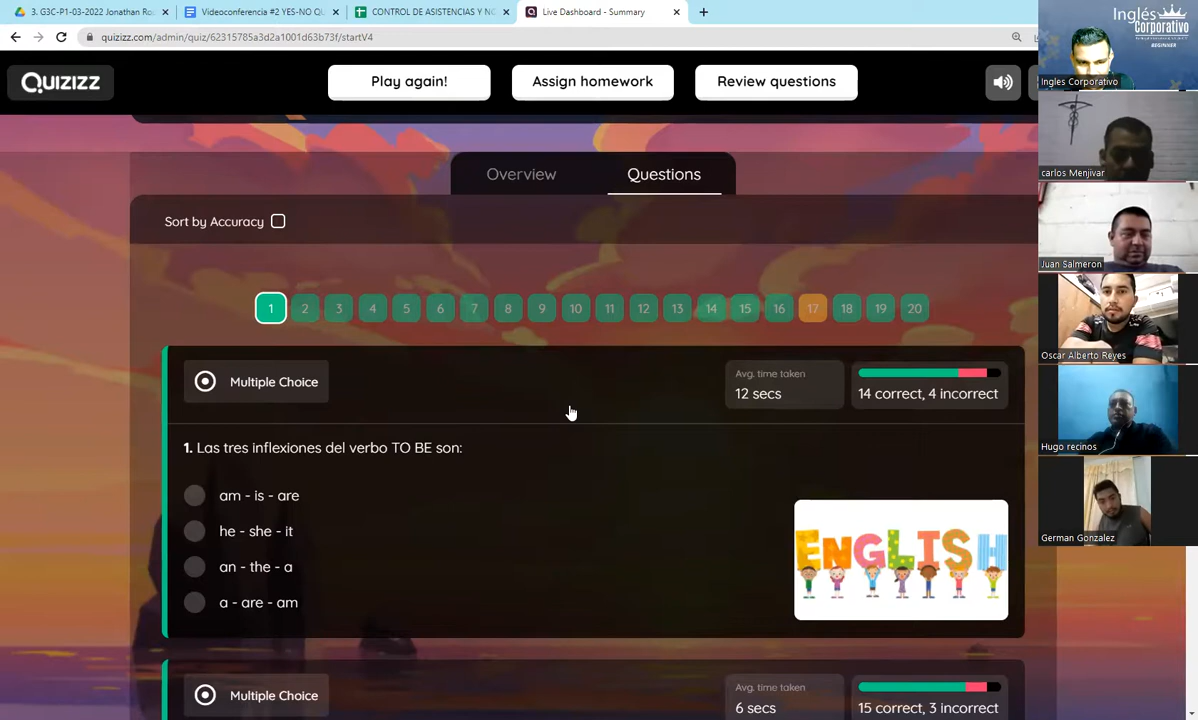 3. G3C-P1-03-2022 Jonathan Ro
Videoconferencia #2 YES-NO QU
CONTROL DE ASISTENCIAS Y NO
Live Dashboard - Summary
quizizz.com/admin/quiz/62315785a3d2a1001d63b73f/startV4
QUIZIZZ
Play again!
Assign homework
Review questions
Overview
Questions
Sort by Accuracy
1 2 3 4 5 6 7 8 9 10 11 12 13 14 15 16 17 18 19 20
Multiple Choice
Avg. time taken
12 secs
14 correct, 4 incorrect
1. Las tres inflexiones del verbo TO BE son:
am - is - are
he - she - it
an - the - a
a - are - am
ENGLISH
Multiple Choice
Avg. time taken
6 secs
15 correct, 3 incorrect
Inglés
Corporativo
BEGINNER
Ingles Corporativo
carlos Menjivar
Juan Salmeron
Oscar Alberto Reyes
Hugo recinos
German Gonzalez